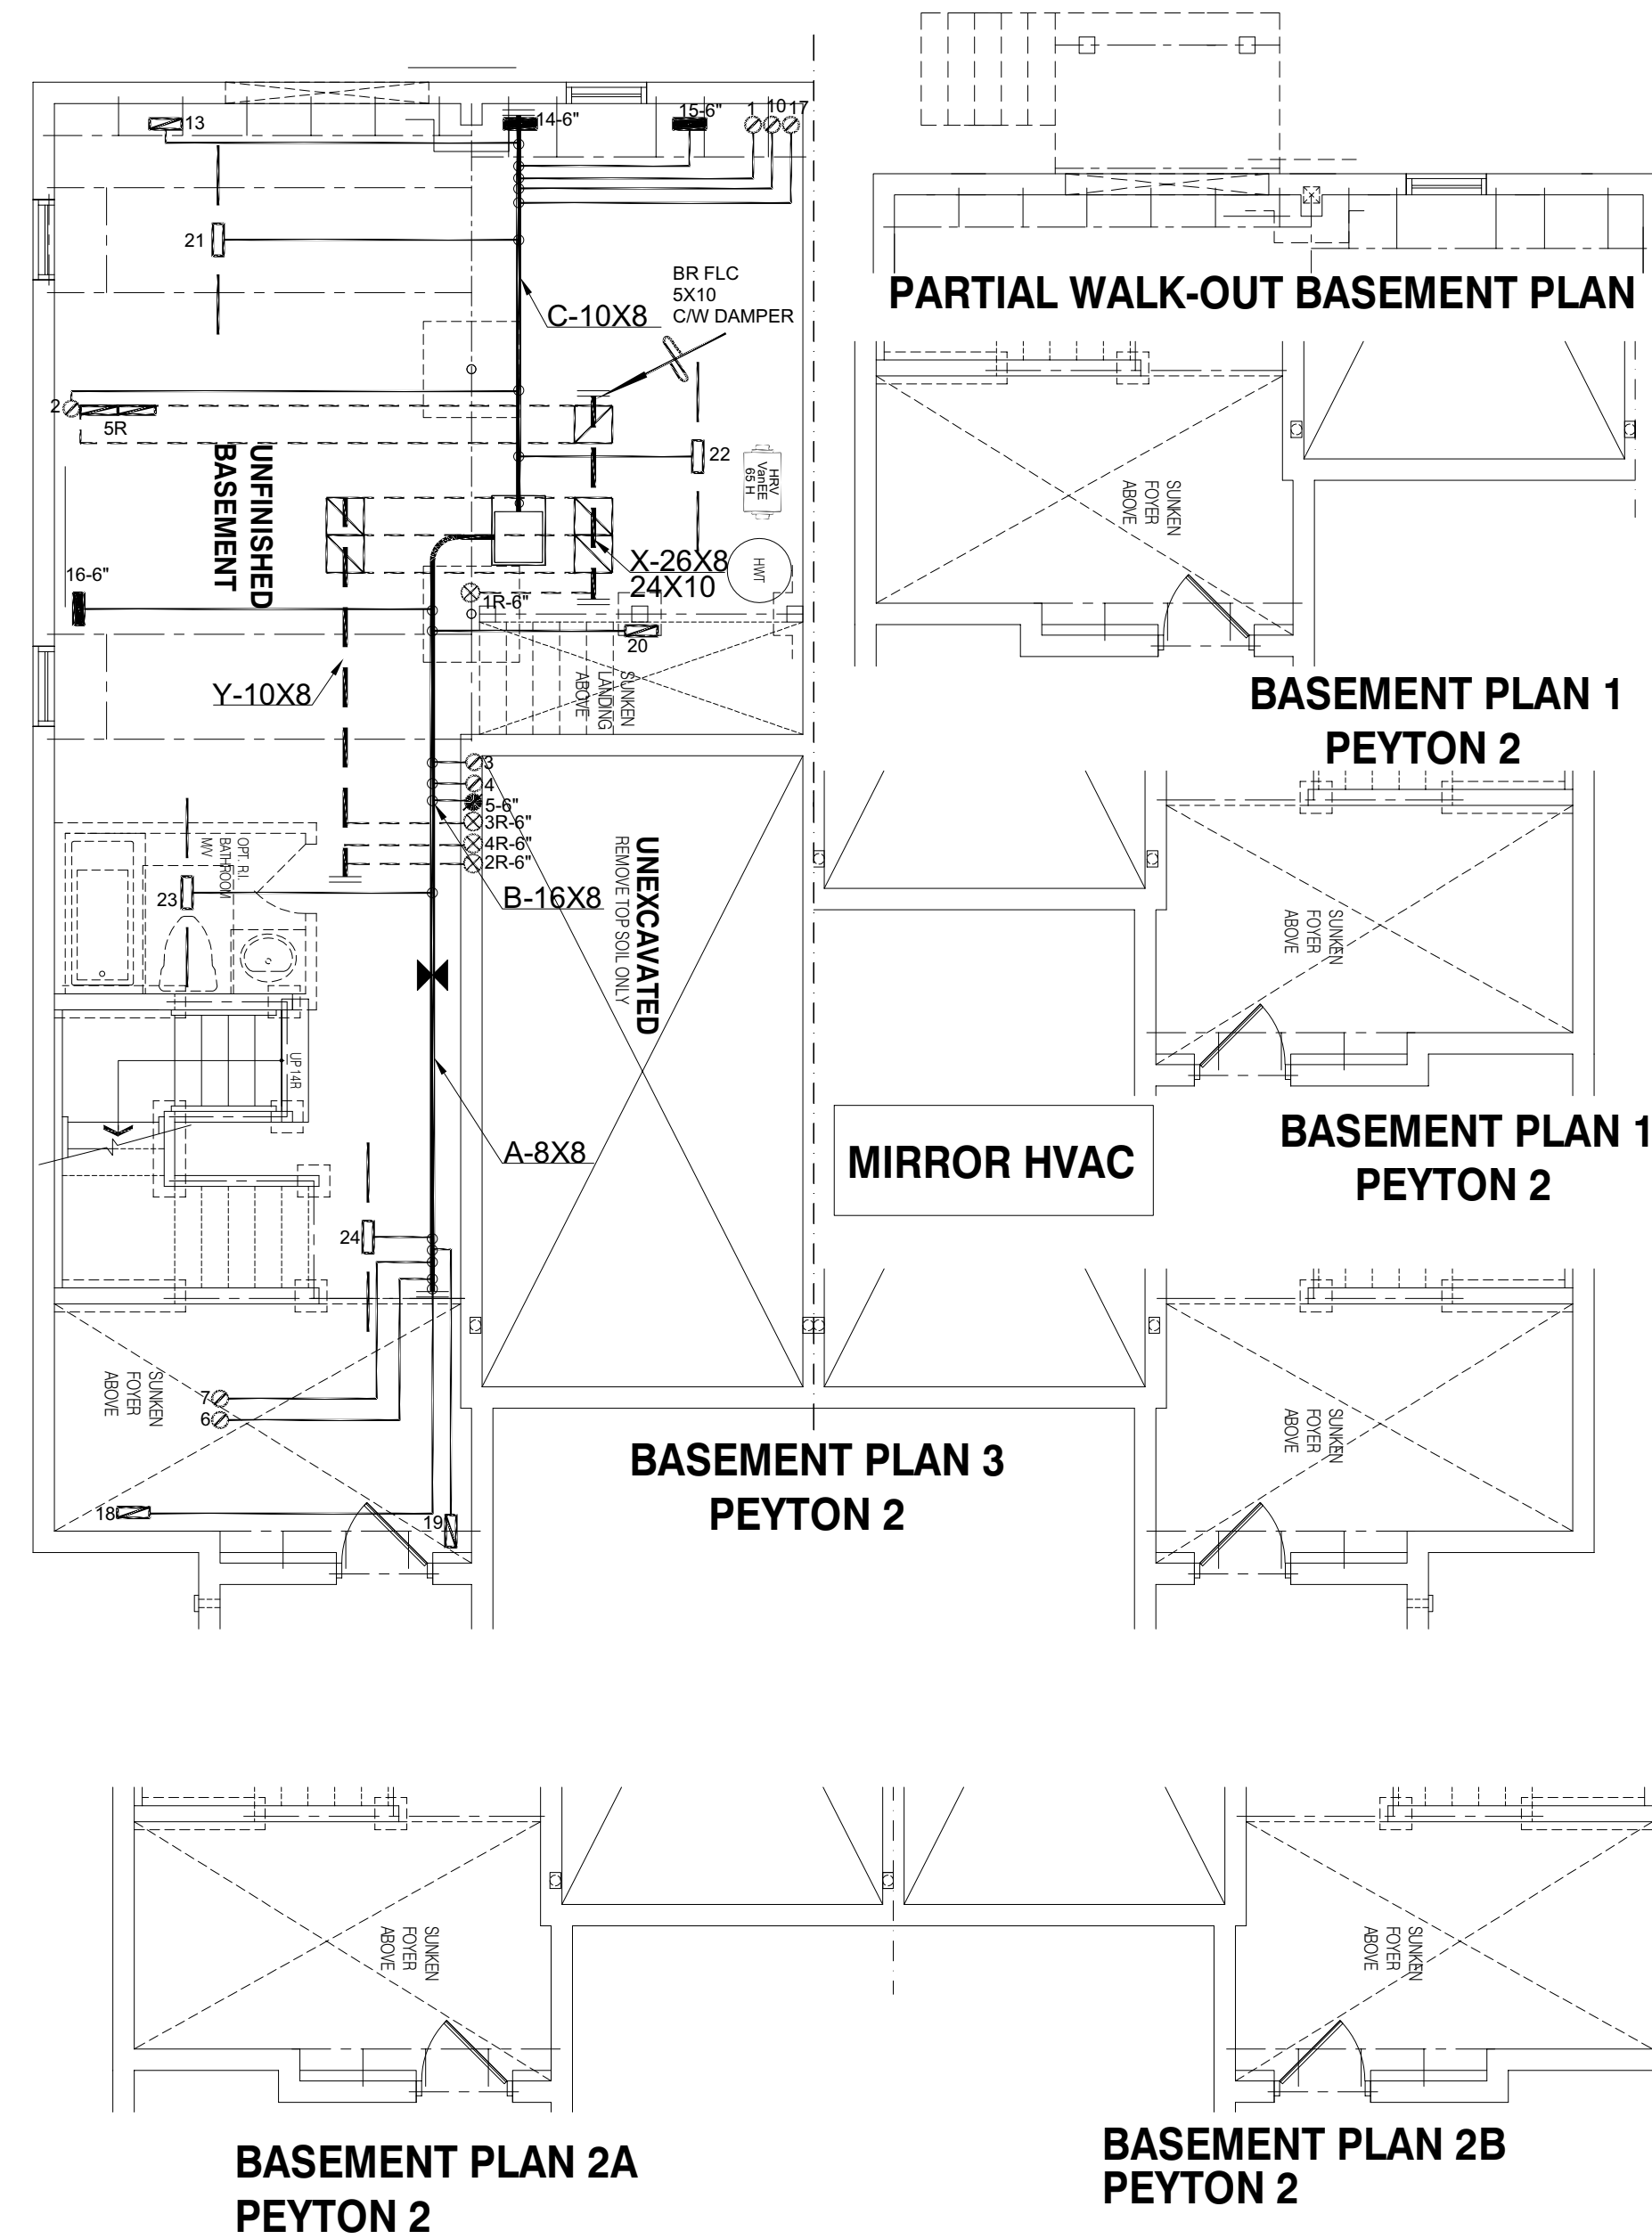 13
14-6"
15-6"
1
10
17
21
BR FLC
5X10
C/W DAMPER
C-10X8
PARTIAL WALK-OUT BASEMENT PLAN
2
5R
22
HRV
VanEE
65 H
UNFINISHED
BASEMENT
SUNKEN
FOYER
ABOVE
X-26X8
24X10
HWT
16-6"
1R-6"
20
Y-10X8
SUNKEN
LANDING
ABOVE
BASEMENT PLAN 1
PEYTON 2
3
4
5-6"
3R-6"
4R-6"
2R-6"
B-16X8
UNEXCAVATED
REMOVE TOP SOIL ONLY
OPT. R.I.
BATHROOM
MV
23
SUNKEN
FOYER
ABOVE
UP14R
A-8X8
MIRROR HVAC
BASEMENT PLAN 1
PEYTON 2
24
SUNKEN
FOYER
ABOVE
7
6
SUNKEN
FOYER
ABOVE
BASEMENT PLAN 3
PEYTON 2
18
19
SUNKEN
FOYER
ABOVE
SUNKEN
FOYER
ABOVE
BASEMENT PLAN 2A
PEYTON 2
BASEMENT PLAN 2B
PEYTON 2